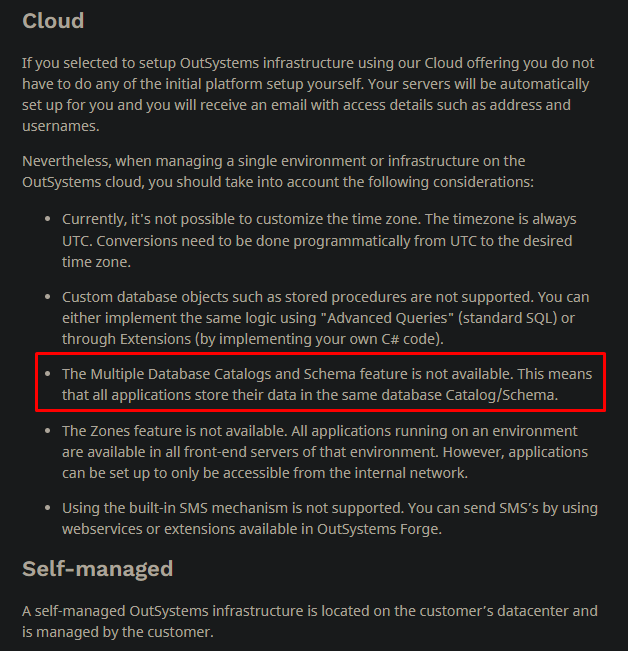 Cloud
If you selected to setup OutSystems infrastructure using our Cloud offering you do not
have to do any of the initial platform setup yourself. Your servers will be automatically
set up for you and you will receive an email with access details such as address and
usernames.
Nevertheless, when managing a single environment or infrastructure on the
OutSystems cloud, you should take into account the following considerations:
• Currently, it's not possible to customize the time zone. The timezone is always
UTC. Conversions need to be done programmatically from UTC to the desired
time zone.
• Custom database objects such as stored procedures are not supported. You can
either implement the same logic using "Advanced Queries" (standard SQL) or
through Extensions (by implementing your own C# code).
• The Multiple Database Catalogs and Schema feature is not available. This means
that all applications store their data in the same database Catalog/Schema.
• The Zones feature is not available. All applications running on an environment
are available in all front-end servers of that environment. However, applications
can be set up to only be accessible from the internal network.
• Using the built-in SMS mechanism is not supported. You can send SMS’s by using
webservices or extensions available in OutSystems Forge.
Self-managed
A self-managed OutSystems infrastructure is located on the customer’s datacenter and
is managed by the customer.